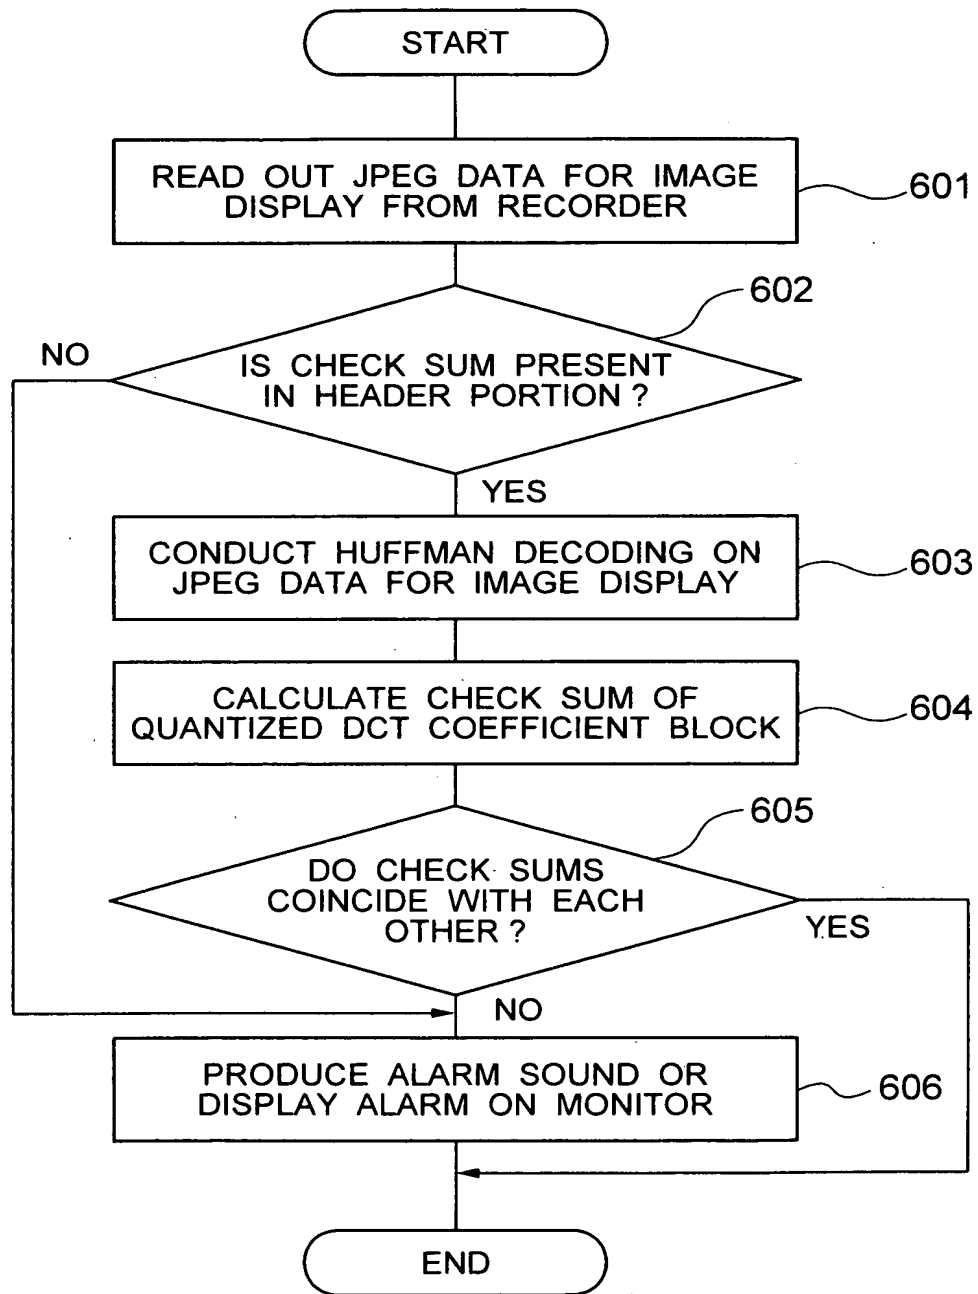 START
READ OUT JPEG DATA FOR IMAGE
DISPLAY FROM RECORDER
601
602
NO
IS CHECK SUM PRESENT
IN HEADER PORTION ?
YES
CONDUCT HUFFMAN DECODING ON
JPEG DATA FOR IMAGE DISPLAY
603
CALCULATE CHECK SUM OF
QUANTIZED DCT COEFFICIENT BLOCK
604
605
DO CHECK SUMS
COINCIDE WITH EACH
OTHER ?
YES
NO
PRODUCE ALARM SOUND OR
DISPLAY ALARM ON MONITOR
606
END